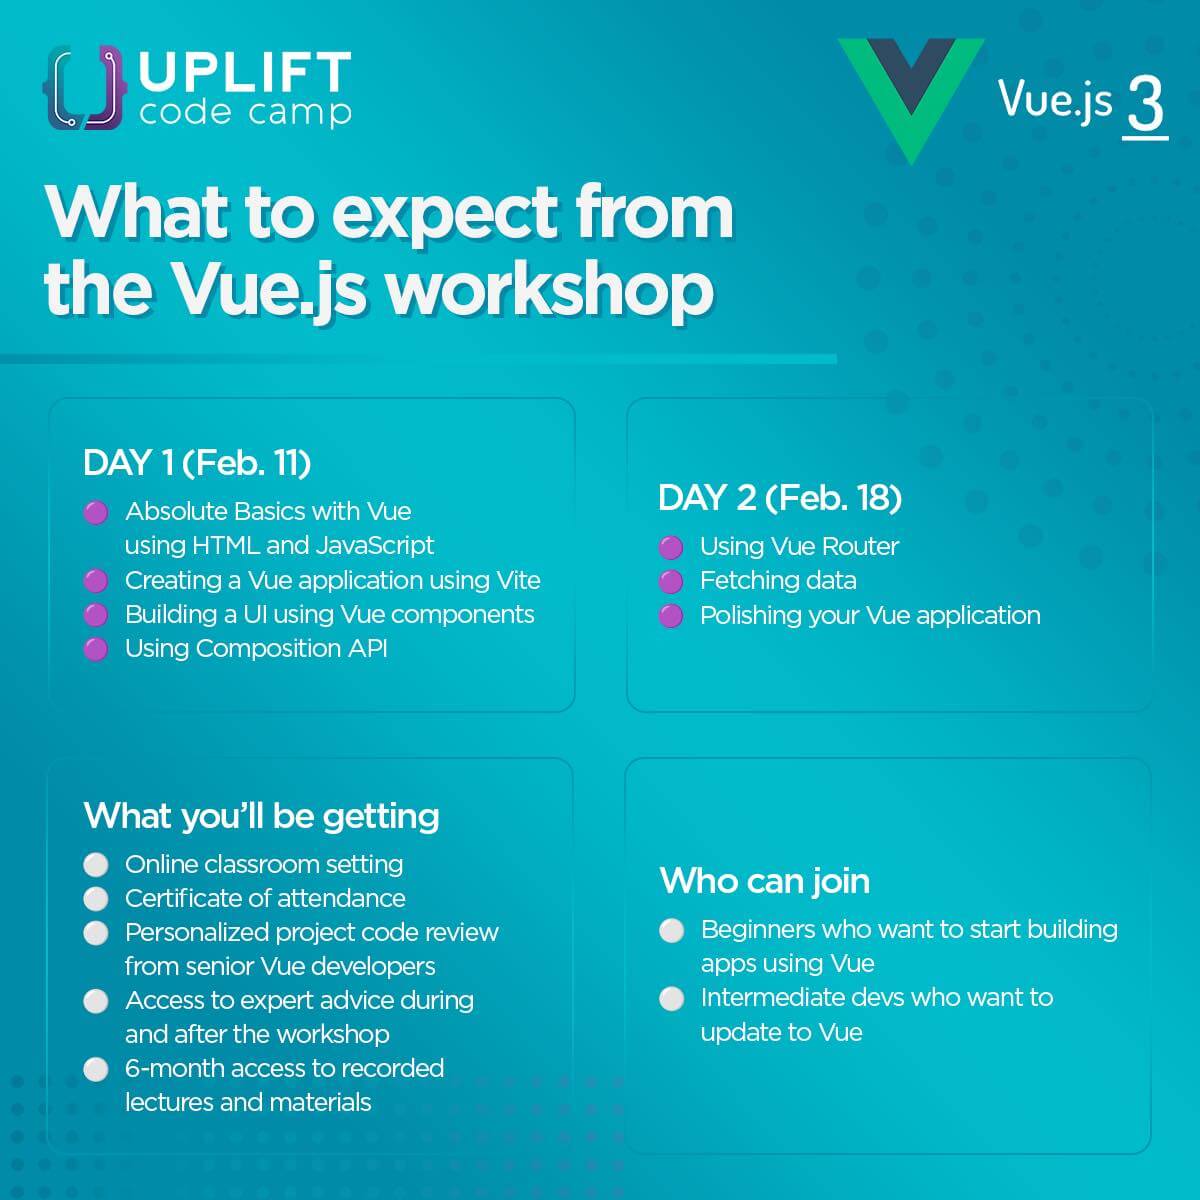 UPLIFT
code camp
Vue.js 3
What to expect from
the Vue.js workshop
DAY 1 (Feb. 11)
Absolute Basics with Vue
using HTML and JavaScript
Creating a Vue application using Vite
Building a UI using Vue components
Using Composition API
DAY 2 (Feb. 18)
Using Vue Router
Fetching data
Polishing your Vue application
What you'll be getting
Online classroom setting
Certificate of attendance
Personalized project code review
from senior Vue developers
Access to expert advice during
and after the workshop
6-month access to recorded
lectures and materials
Who can join
Beginners who want to start building
apps using Vue
Intermediate devs who want to
update to Vue